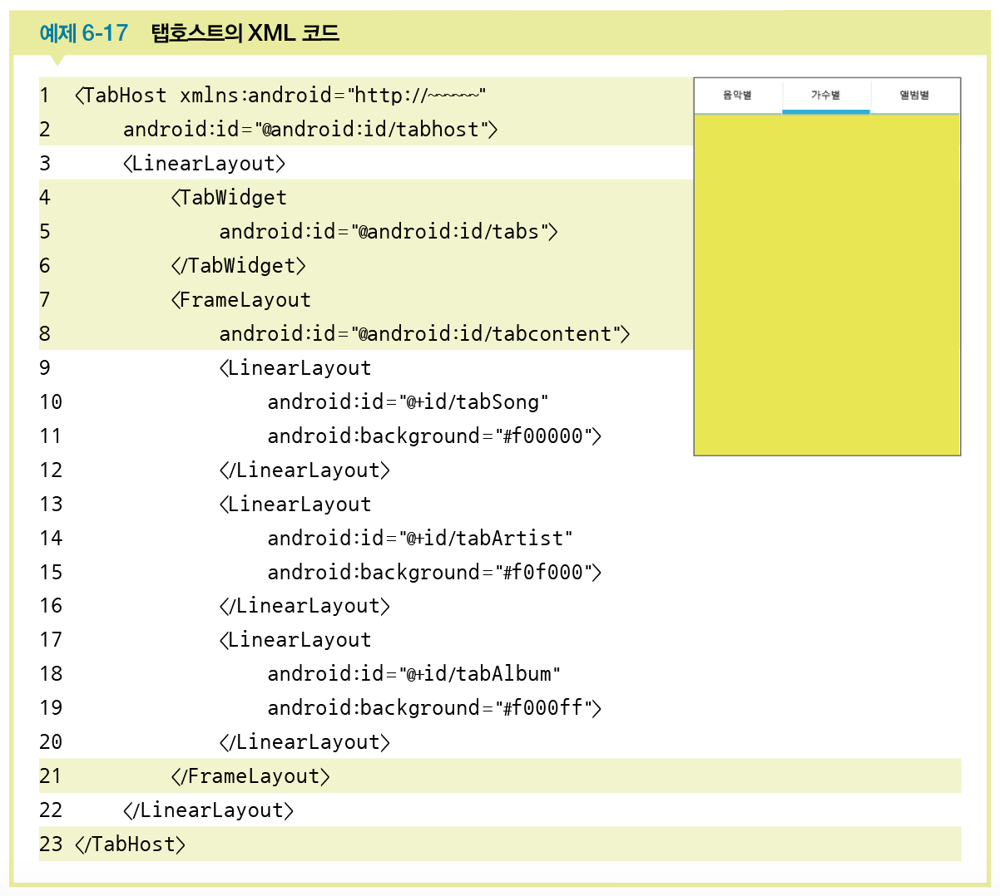 예제 6-17 탭호스트의 XML 코드
1 <TabHost xmlns:android="http://~~~~~~"
2 android:id="@android:id/tabhost">
3 <LinearLayout>
4 <TabWidget
5 android:id="@android:id/tabs">
6 </TabWidget>
7 <FrameLayout
8 android:id="@android:id/tabcontent">
9 <LinearLayout
10 android:id="@+id/tabSong"
11 android:background="#f00000">
12 </LinearLayout>
13 <LinearLayout
14 android:id="@+id/tabArtist"
15 android:background="#f0f000">
16 </LinearLayout>
17 <LinearLayout
18 android:id="@+id/tabAlbum"
19 android:background="#f000ff">
20 </LinearLayout>
21 </FrameLayout>
22 </LinearLayout>
23 </TabHost>
음악별 가수별 앨범별